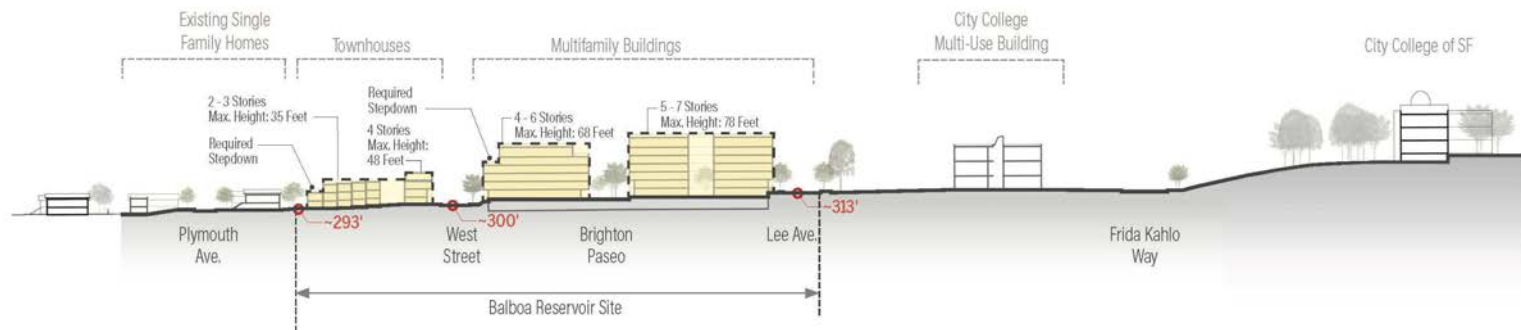 Existing Single
Family Homes
Townhouses
Multifamily Buildings
City College
Multi-Use Building
City College of SF
2 - 3 Stories
Max. Height: 35 Feet
Required
Stepdown
4 Stories
Max. Height:
48 Feet
Required
Stepdown
4 - 6 Stories
Max. Height: 68 Feet
5 - 7 Stories
Max. Height: 78 Feet
~293'
~300'
~313'
Plymouth
Ave.
West
Street
Brighton
Paseo
Lee Ave.
Frida Kahlo
Way
Balboa Reservoir Site